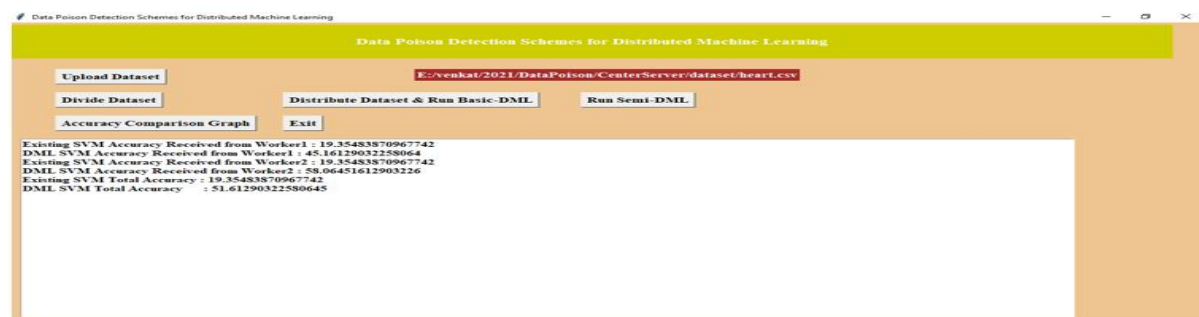 Data Poison Detection Schemes for Distributed Machine Learning
Data Poison Detection Schemes for Distributed Machine Learning
Upload Dataset
E:/venkat/2021/DataPoison/CenterServer/dataset/heart.csv
Divide Dataset
Distribute Dataset & Run Basic-DML
Run Semi-DML
Accuracy Comparison Graph
Exit
Existing SVM Accuracy Received from Worker1 : 19.35483870967742
DML SVM Accuracy Received from Worker1 : 45.16129032258064
Existing SVM Accuracy Received from Worker2 : 19.35483870967742
DML SVM Accuracy Received from Worker2 : 58.06451612903226
Existing SVM Total Accuracy : 19.35483870967742
DML SVM Total Accuracy : 51.61290322580645